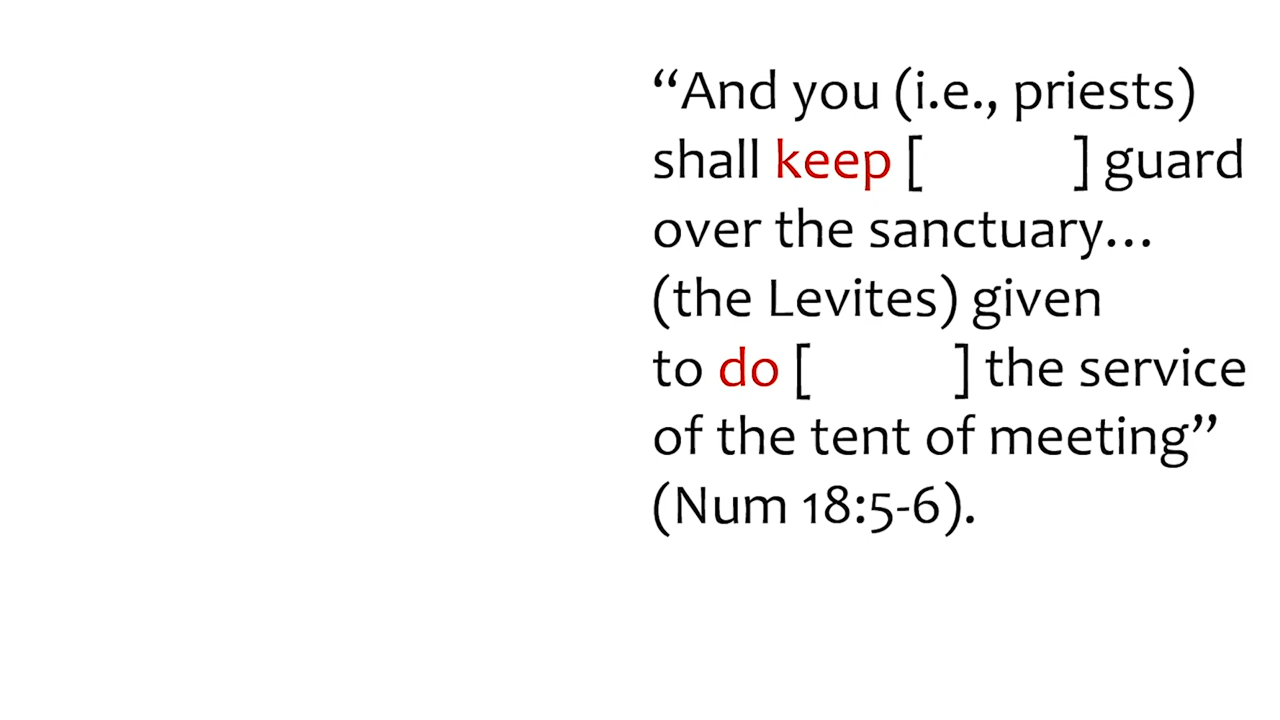 “And you (i.e., priests)
shall keep [ ] guard
over the sanctuary…
(the Levites) given
to do [ ] the service
of the tent of meeting”
(Num 18:5-6).